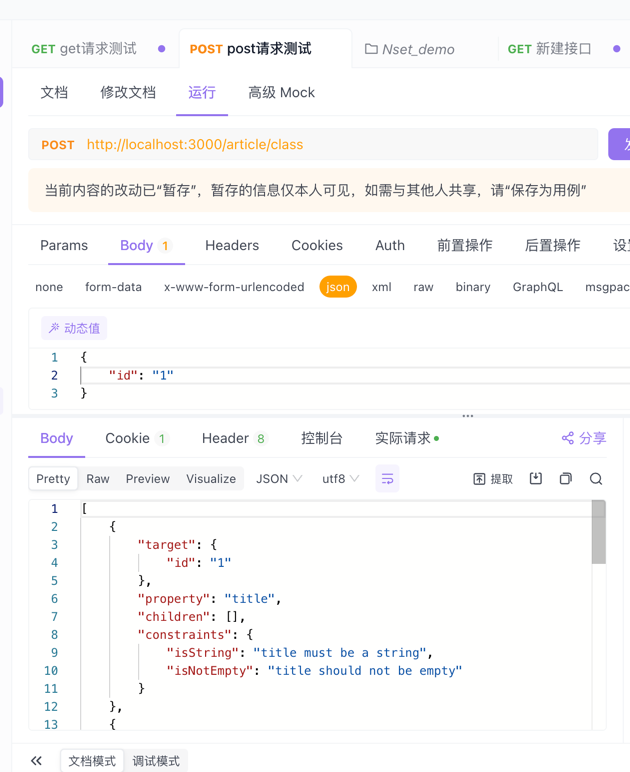 GET get请求测试
POST post请求测试
Nset_demo
GET 新建接口
文档 修改文档 运行 高级 Mock
POST http://localhost:3000/article/class
当前内容的改动已“暂存”，暂存的信息仅本人可见，如需与其他人共享，请“保存为用例”
Params Body 1 Headers Cookies Auth 前置操作 后置操作
none form-data x-www-form-urlencoded json xml raw binary GraphQL msgpac
动态值
1 {
2 "id": "1"
3 }
Body Cookie 1 Header 8 控制台 实际请求 分享
Pretty Raw Preview Visualize JSON utf8 提取
1 [
2 {
3 "target": {
4 "id": "1"
5 },
6 "property": "title",
7 "children": [],
8 "constraints": {
9 "isString": "title must be a string",
10 "isNotEmpty": "title should not be empty"
11 }
12 },
13 {
文档模式 调试模式